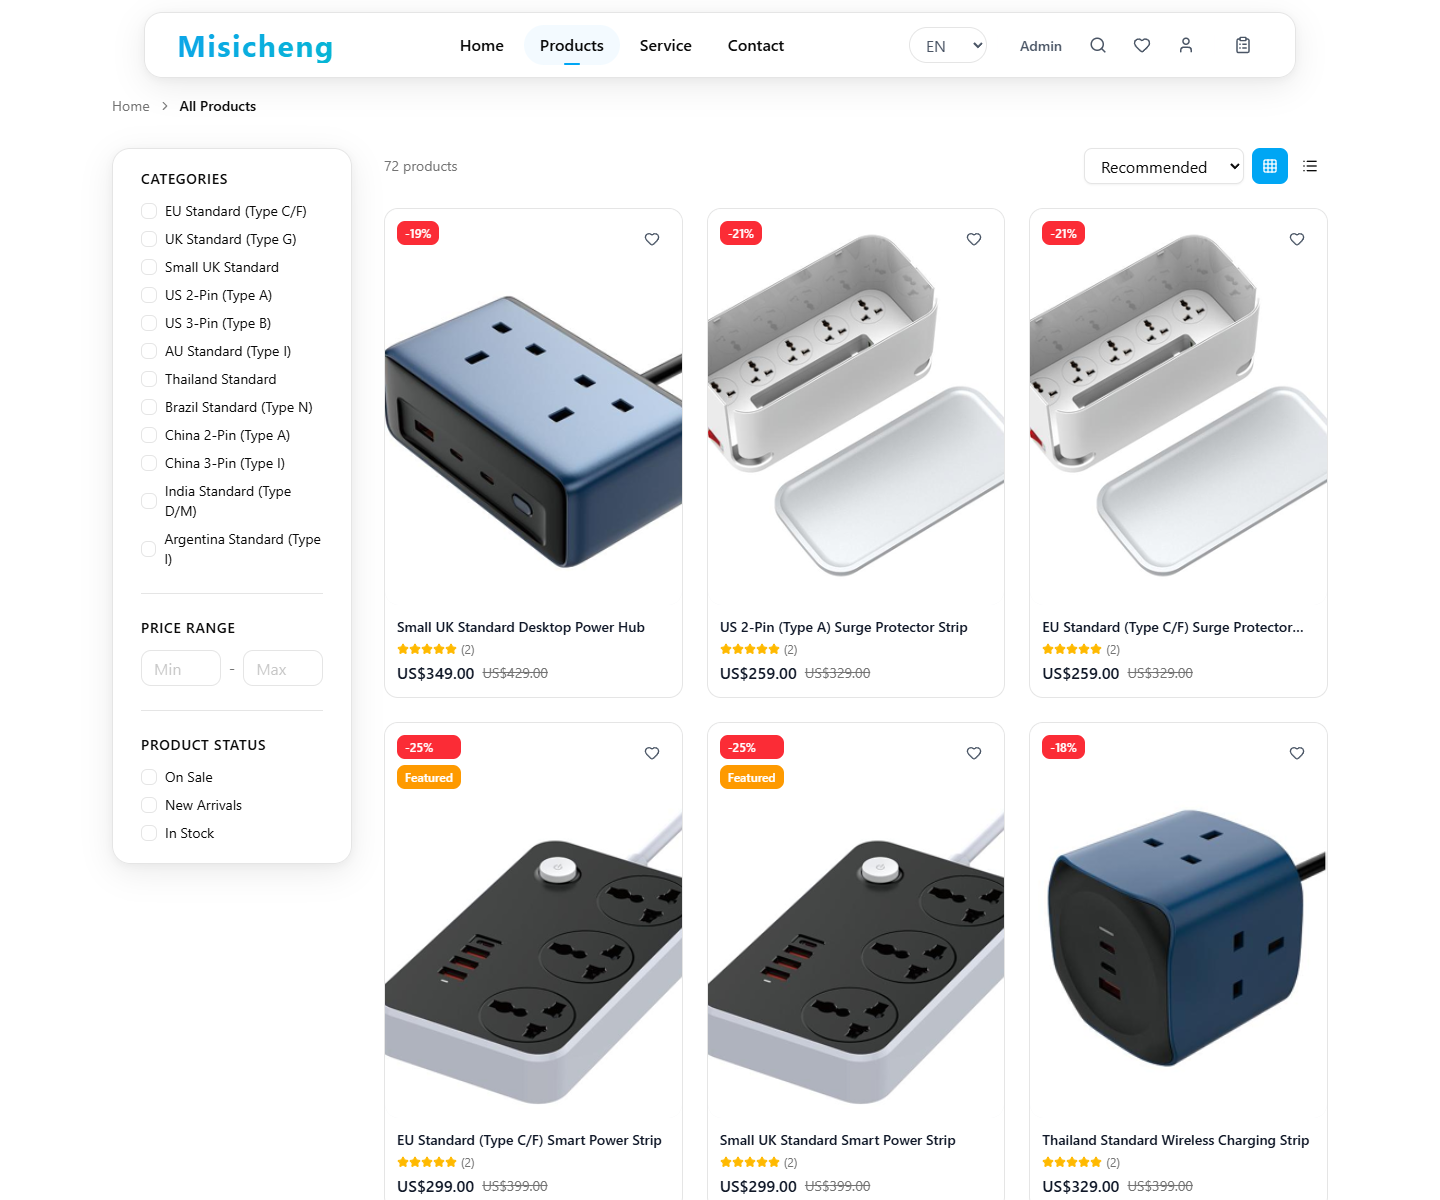 Misicheng
Home
Products
Service
Contact
EN
Admin
Home
All Products
CATEGORIES
EU Standard (Type C/F)
UK Standard (Type G)
Small UK Standard
US 2-Pin (Type A)
US 3-Pin (Type B)
AU Standard (Type I)
Thailand Standard
Brazil Standard (Type N)
China 2-Pin (Type A)
China 3-Pin (Type I)
India Standard (Type
D/M)
Argentina Standard (Type
I)
PRICE RANGE
Min - Max
PRODUCT STATUS
On Sale
New Arrivals
In Stock
72 products
Recommended
-19%
Small UK Standard Desktop Power Hub
(2)
US$349.00 US$429.00
-21%
US 2-Pin (Type A) Surge Protector Strip
(2)
US$259.00 US$329.00
-21%
EU Standard (Type C/F) Surge Protector...
(2)
US$259.00 US$329.00
-25%
Featured
EU Standard (Type C/F) Smart Power Strip
(2)
US$299.00 US$399.00
-25%
Featured
Small UK Standard Smart Power Strip
(2)
US$299.00 US$399.00
-18%
Thailand Standard Wireless Charging Strip
(2)
US$329.00 US$399.00